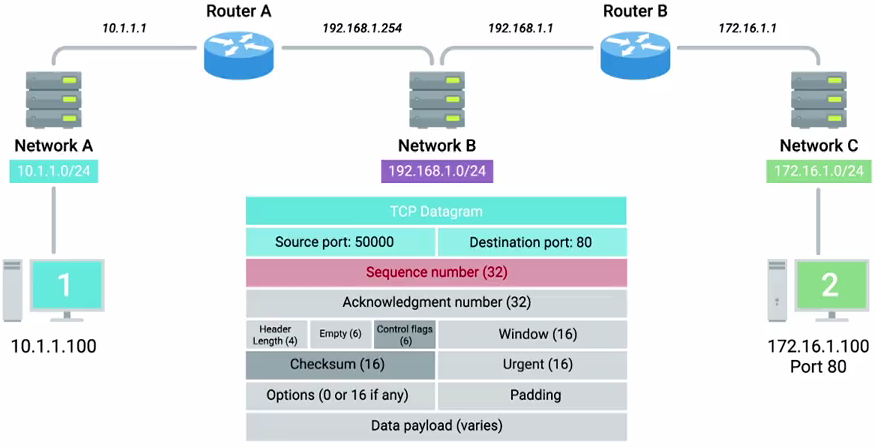 Router A
Router B
10.1.1.1
192.168.1.254
192.168.1.1
172.16.1.1
Network A
Network B
Network C
10.1.1.0/24
192.168.1.0/24
172.16.1.0/24
TCP Datagram
Source port: 50000
Destination port: 80
Sequence number (32)
Acknowledgment number (32)
Header
Length (4)
Empty (6)
Control flags
(6)
Window (16)
Checksum (16)
Urgent (16)
Options (0 or 16 if any)
Padding
Data payload (varies)
1
10.1.1.100
2
172.16.1.100
Port 80